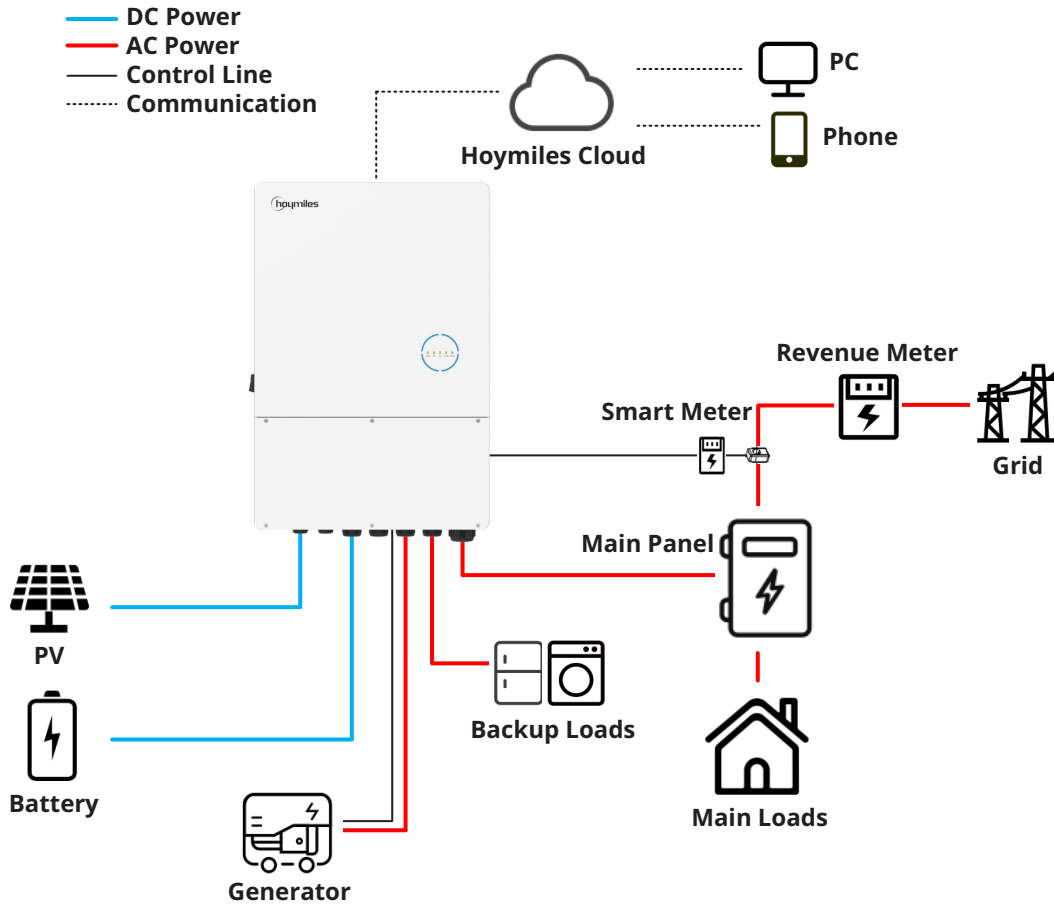 DC Power
AC Power
Control Line
Communication
PC
Phone
Hoymiles Cloud
hoymiles
Revenue Meter
Smart Meter
Grid
Main Panel
PV
Backup Loads
Battery
Main Loads
Generator